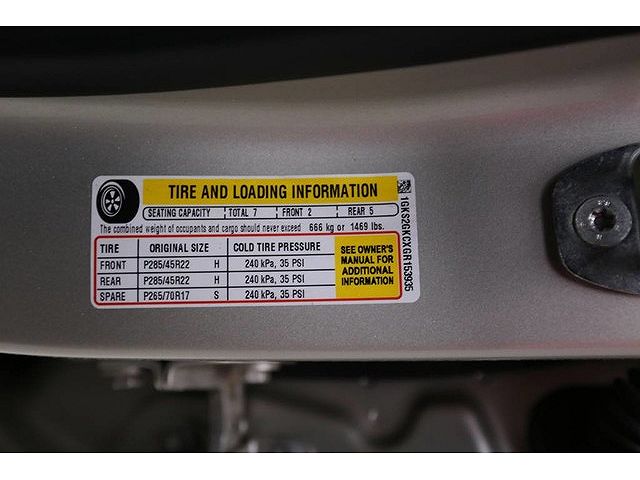 TIRE AND LOADING INFORMATION
SEATING CAPACITY TOTAL 7 FRONT 2 REAR 5
The combined weight of occupants and cargo should never exceed 666 kg or 1469 lbs.
TIRE ORIGINAL SIZE COLD TIRE PRESSURE
FRONT P285/45R22 H 240 kPa, 35 PSI
REAR P285/45R22 H 240 kPa, 35 PSI
SPARE P265/70R17 S 240 kPa, 35 PSI
SEE OWNER'S
MANUAL FOR
ADDITIONAL
INFORMATION
1GKS2GKCXGR153935